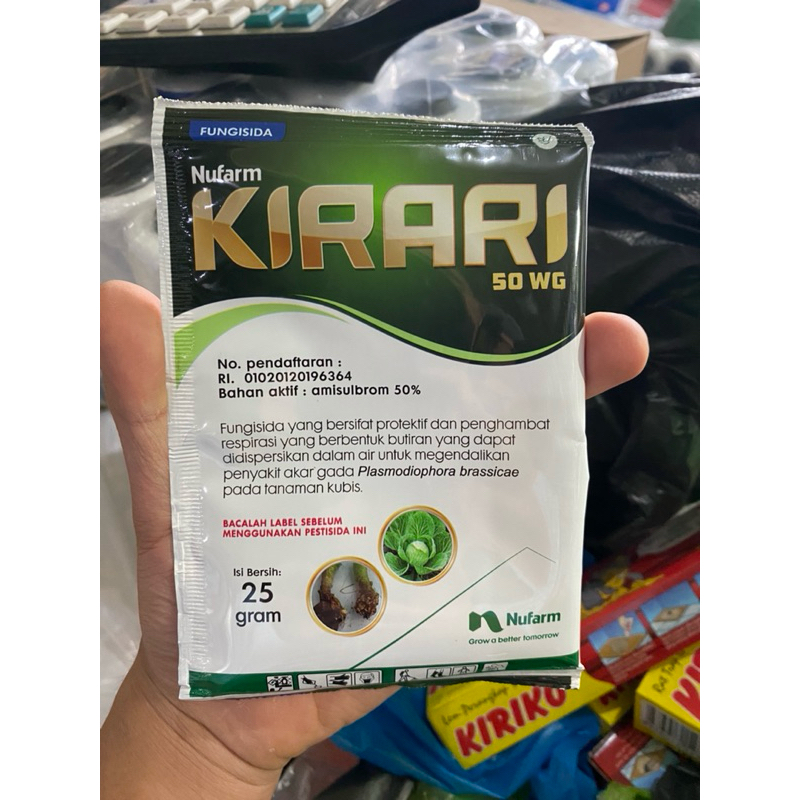 FUNGISIDA
Nufarm
KIRARI
50 WG
No. pendaftaran :
RI. 01020120196364
Bahan aktif : amisulbrom 50%
Fungisida yang bersifat protektif dan penghambat
respirasi yang berbentuk butiran yang dapat
didispersikan dalam air untuk megendalikan
penyakit akar gada Plasmodiophora brassicae
pada tanaman kubis.
BACALAH LABEL SEBELUM
MENGGUNAKAN PESTISIDA INI
Isi Bersih:
25
gram
Nufarm
Grow a better tomorrow
KIRIKO